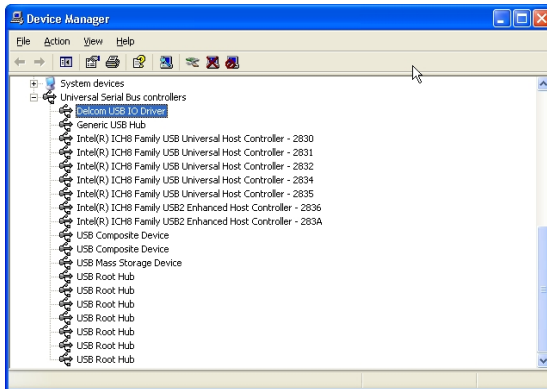 Device Manager
File Action View Help
System devices
Universal Serial Bus controllers
Delcom USB IO Driver
Generic USB Hub
Intel(R) ICH8 Family USB Universal Host Controller - 2830
Intel(R) ICH8 Family USB Universal Host Controller - 2831
Intel(R) ICH8 Family USB Universal Host Controller - 2832
Intel(R) ICH8 Family USB Universal Host Controller - 2834
Intel(R) ICH8 Family USB Universal Host Controller - 2835
Intel(R) ICH8 Family USB2 Enhanced Host Controller - 2836
Intel(R) ICH8 Family USB2 Enhanced Host Controller - 283A
USB Composite Device
USB Composite Device
USB Mass Storage Device
USB Root Hub
USB Root Hub
USB Root Hub
USB Root Hub
USB Root Hub
USB Root Hub
USB Root Hub